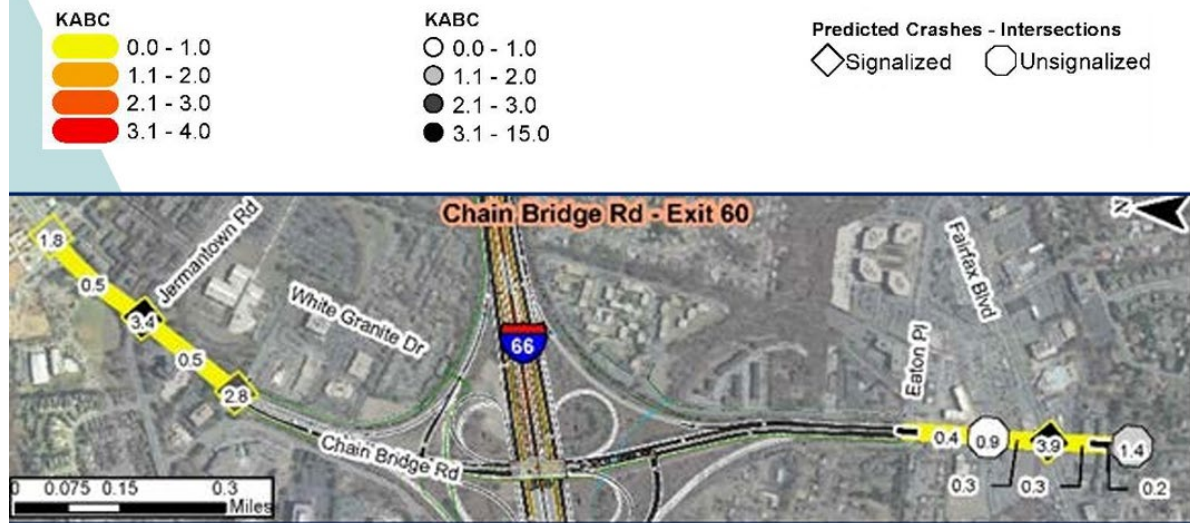 KABC
0.0 - 1.0
1.1 - 2.0
2.1 - 3.0
3.1 - 4.0
KABC
0.0 - 1.0
1.1 - 2.0
2.1 - 3.0
3.1 - 15.0
Predicted Crashes - Intersections
Signalized
Unsignalized
Chain Bridge Rd - Exit 60
N
1.8
0.5
Jermantown Rd
3.4
0.5
2.8
White Granite Dr
Chain Bridge Rd
66
Eaton Pl
Fairfax Blvd
0.4
0.9
3.9
1.4
0.3
0.3
0.2
0 0.075 0.15 0.3
Miles